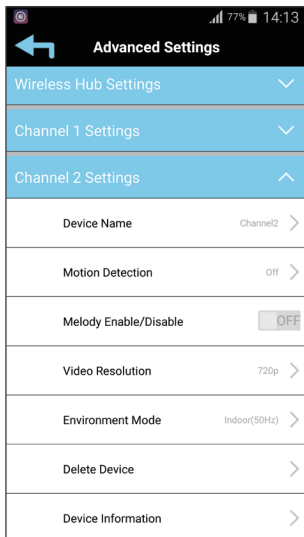 77% 14:13
Advanced Settings
Wireless Hub Settings
Channel 1 Settings
Channel 2 Settings
Device Name Channel2
Motion Detection Off
Melody Enable/Disable OFF
Video Resolution 720p
Environment Mode Indoor(50Hz)
Delete Device
Device Information